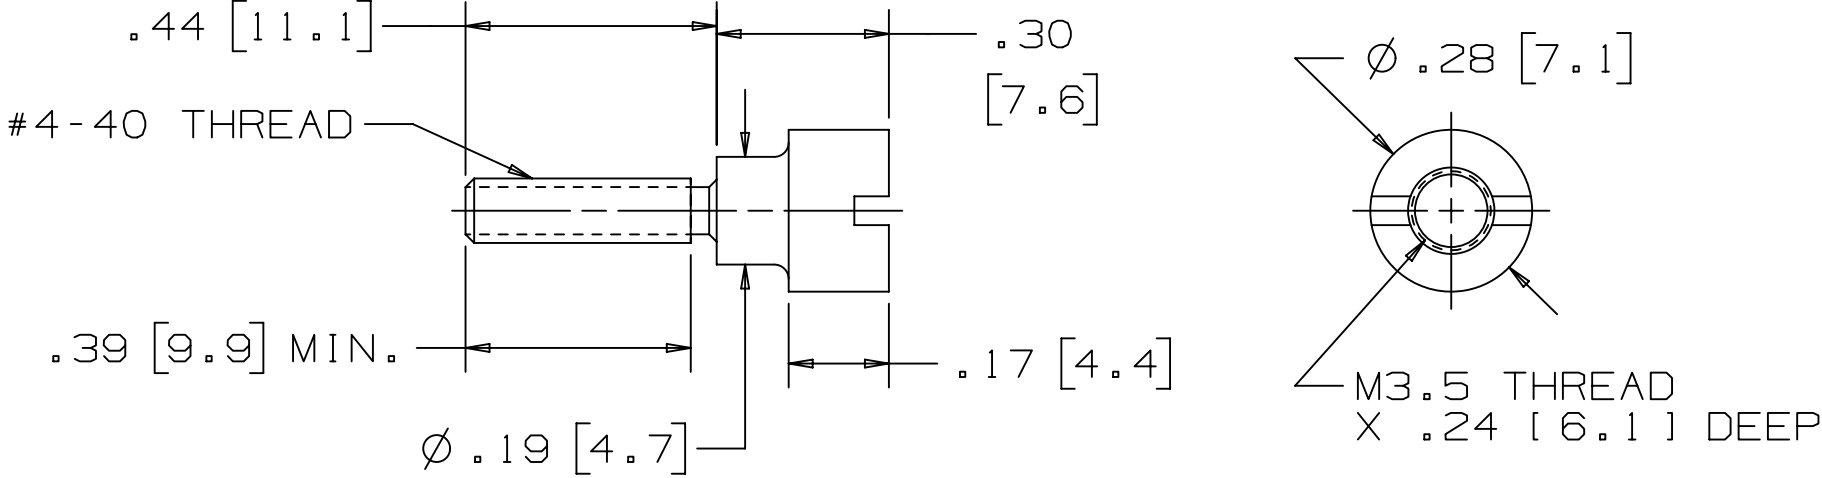 .44 [11.1]
.30
[7.6]
Ø .28 [7.1]
#4-40 THREAD
.39 [9.9] MIN.
.17 [4.4]
Ø .19 [4.7]
M3.5 THREAD
X .24 [6.1] DEEP